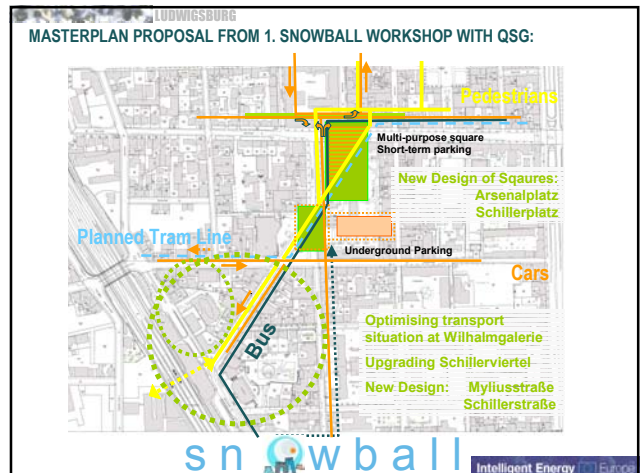 LUDWIGSBURG
MASTERPLAN PROPOSAL FROM 1. SNOWBALL WORKSHOP WITH QSG:
Pedestrians
Multi-purpose square
Short-term parking
New Design of Sqaures:
Arsenalplatz
Schillerplatz
Planned Tram Line
Underground Parking
Cars
Bus
Optimising transport
situation at Wilhalmgalerie
Upgrading Schillerviertel
New Design: Myliusstraße
Schillerstraße
snowball
Intelligent Energy Europe